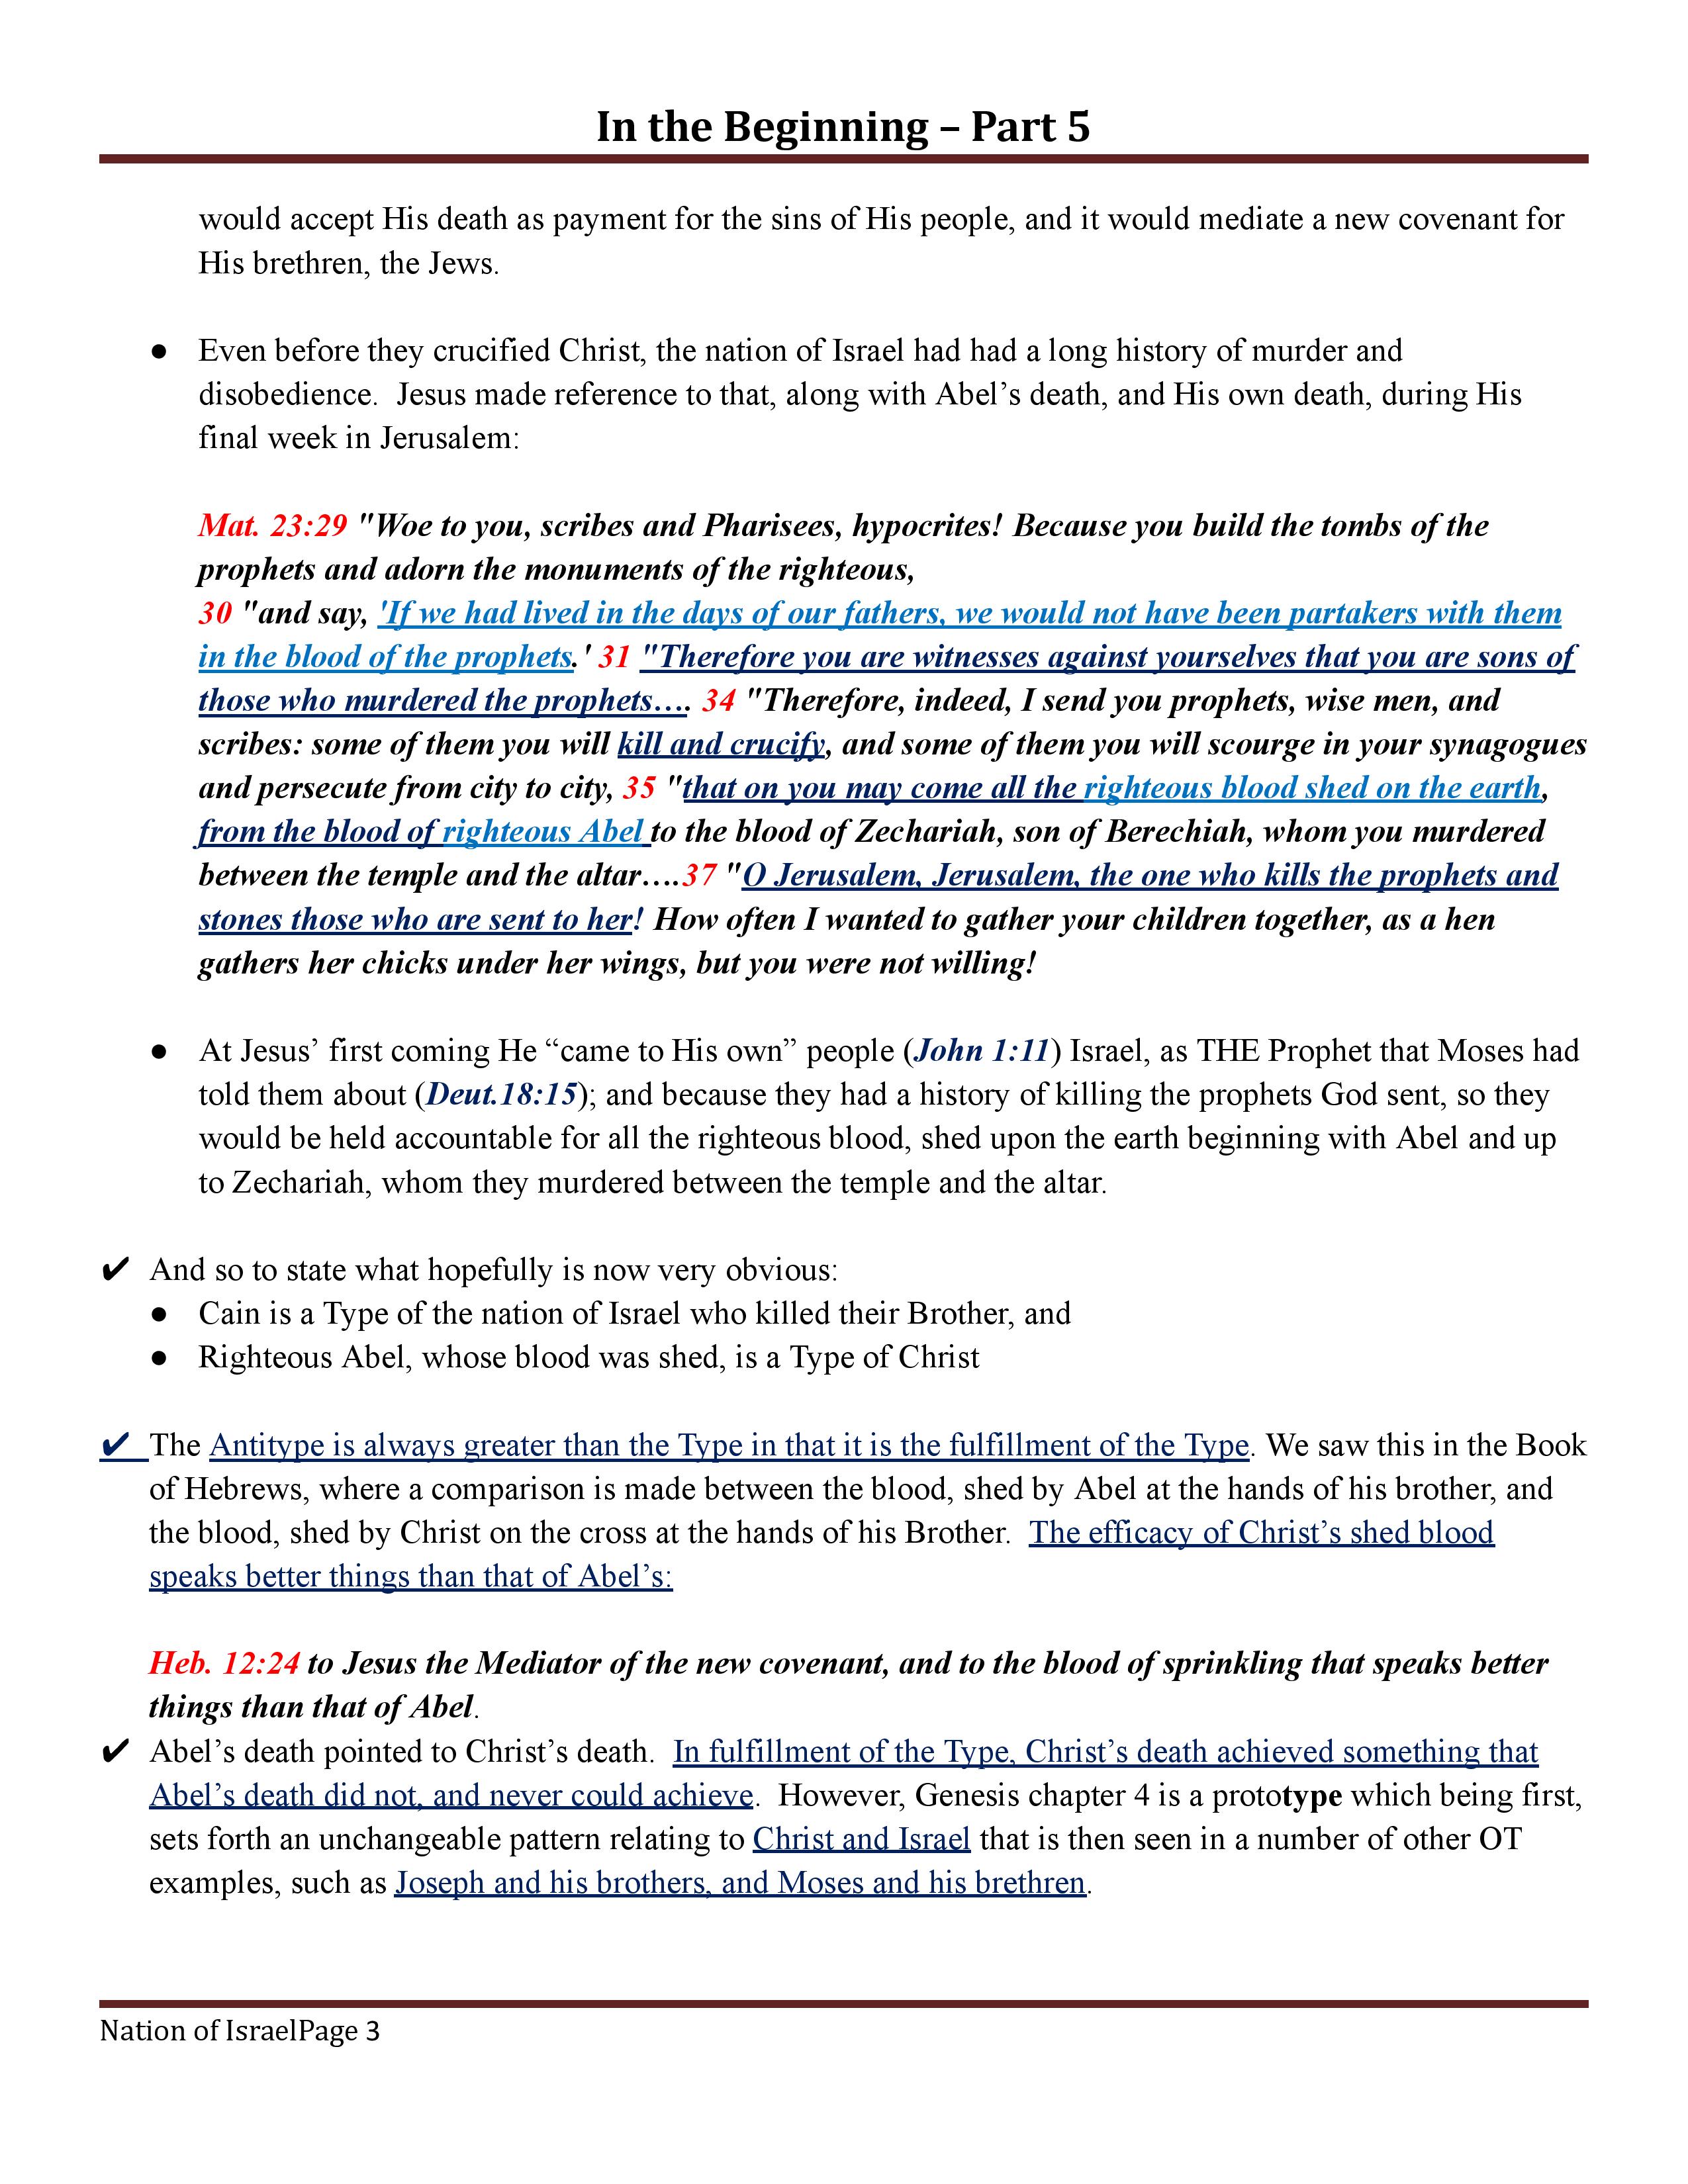 In the Beginning – Part 5
would accept His death as payment for the sins of His people, and it would mediate a new covenant for
His brethren, the Jews.
● Even before they crucified Christ, the nation of Israel had had a long history of murder and
disobedience.  Jesus made reference to that, along with Abel’s death, and His own death, during His
final week in Jerusalem:
Mat. 23:29 "Woe to you, scribes and Pharisees, hypocrites! Because you build the tombs of the
prophets and adorn the monuments of the righteous,
30 "and say, 'If we had lived in the days of our fathers, we would not have been partakers with them
in the blood of the prophets.' 31 "Therefore you are witnesses against yourselves that you are sons of
those who murdered the prophets…. 34 "Therefore, indeed, I send you prophets, wise men, and
scribes: some of them you will kill and crucify, and some of them you will scourge in your synagogues
and persecute from city to city, 35 "that on you may come all the righteous blood shed on the earth,
from the blood of righteous Abel to the blood of Zechariah, son of Berechiah, whom you murdered
between the temple and the altar….37 "O Jerusalem, Jerusalem, the one who kills the prophets and
stones those who are sent to her! How often I wanted to gather your children together, as a hen
gathers her chicks under her wings, but you were not willing!
● At Jesus’ first coming He “came to His own” people (John 1:11) Israel, as THE Prophet that Moses had
told them about (Deut.18:15); and because they had a history of killing the prophets God sent, so they
would be held accountable for all the righteous blood, shed upon the earth beginning with Abel and up
to Zechariah, whom they murdered between the temple and the altar.
✔ And so to state what hopefully is now very obvious:
● Cain is a Type of the nation of Israel who killed their Brother, and
● Righteous Abel, whose blood was shed, is a Type of Christ
✔ The Antitype is always greater than the Type in that it is the fulfillment of the Type. We saw this in the Book
of Hebrews, where a comparison is made between the blood, shed by Abel at the hands of his brother, and
the blood, shed by Christ on the cross at the hands of his Brother.  The efficacy of Christ’s shed blood
speaks better things than that of Abel’s:
Heb. 12:24 to Jesus the Mediator of the new covenant, and to the blood of sprinkling that speaks better
things than that of Abel.
✔ Abel’s death pointed to Christ’s death.  In fulfillment of the Type, Christ’s death achieved something that
Abel’s death did not, and never could achieve.  However, Genesis chapter 4 is a prototype which being first,
sets forth an unchangeable pattern relating to Christ and Israel that is then seen in a number of other OT
examples, such as Joseph and his brothers, and Moses and his brethren.
Nation of IsraelPage 3